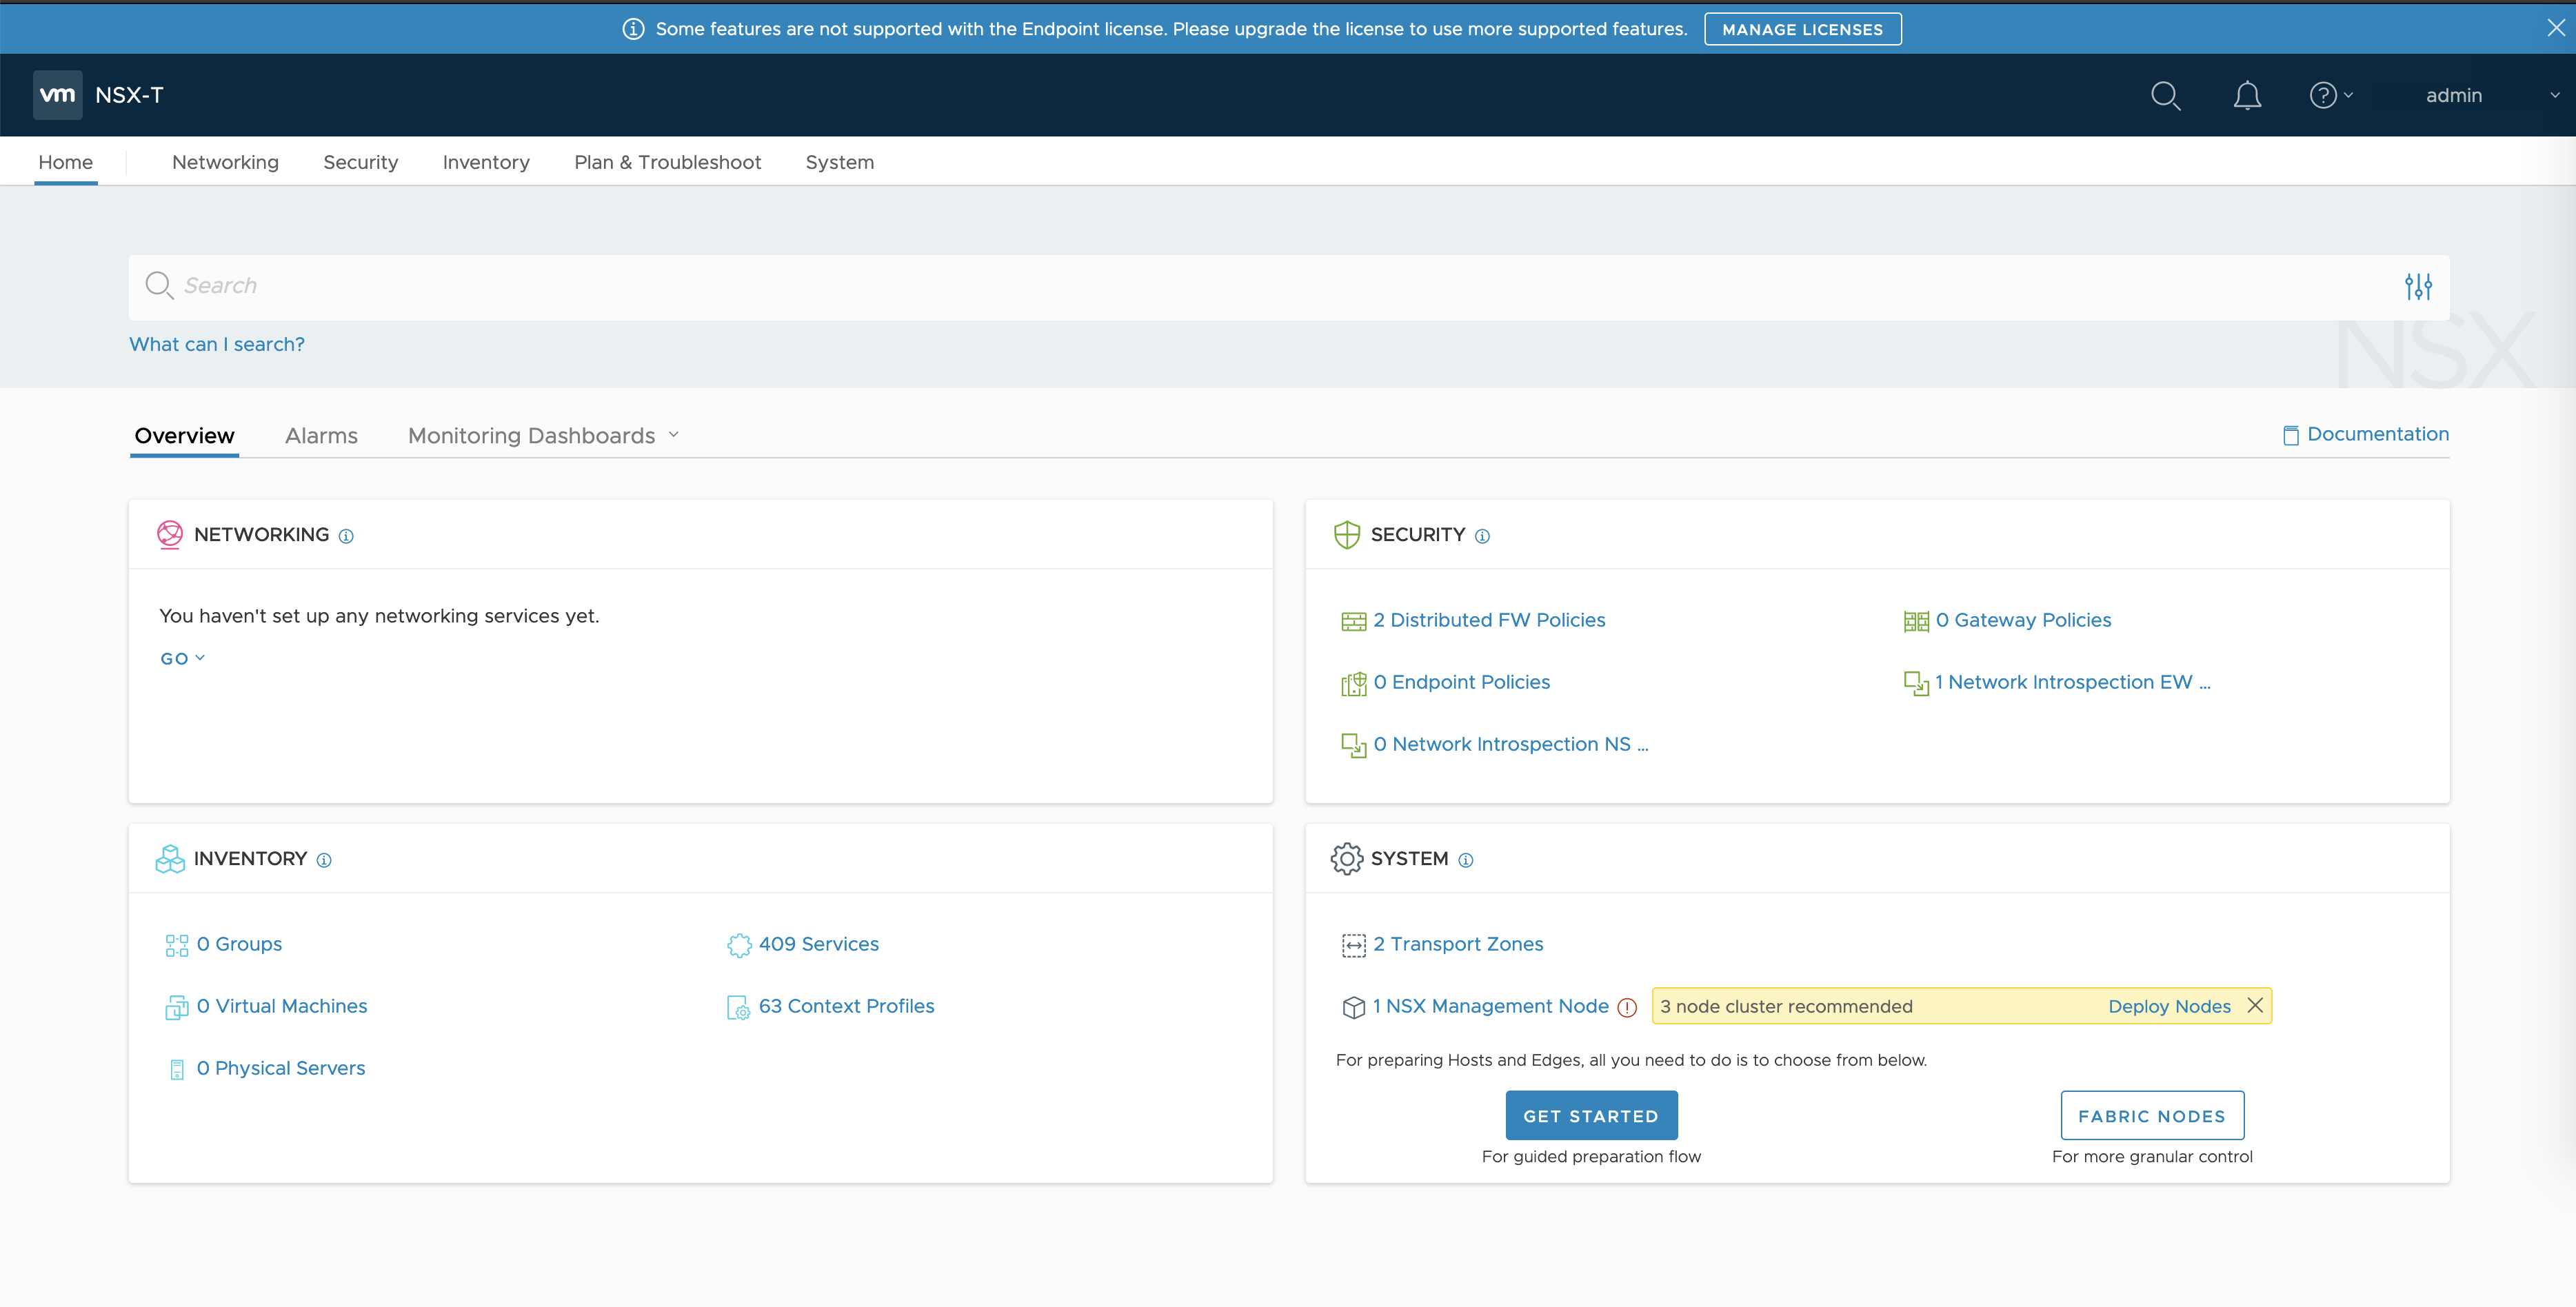 Some features are not supported with the Endpoint license. Please upgrade the license to use more supported features. MANAGE LICENSES
vm NSX-T admin
Home Networking Security Inventory Plan & Troubleshoot System
Search
What can I search?
NSX
Overview Alarms Monitoring Dashboards Documentation
NETWORKING
You haven't set up any networking services yet.
GO
SECURITY
2 Distributed FW Policies 0 Gateway Policies
0 Endpoint Policies 1 Network Introspection EW ...
0 Network Introspection NS ...
INVENTORY
0 Groups 409 Services
0 Virtual Machines 63 Context Profiles
0 Physical Servers
SYSTEM
2 Transport Zones
1 NSX Management Node 3 node cluster recommended Deploy Nodes
For preparing Hosts and Edges, all you need to do is to choose from below.
GET STARTED FABRIC NODES
For guided preparation flow For more granular control